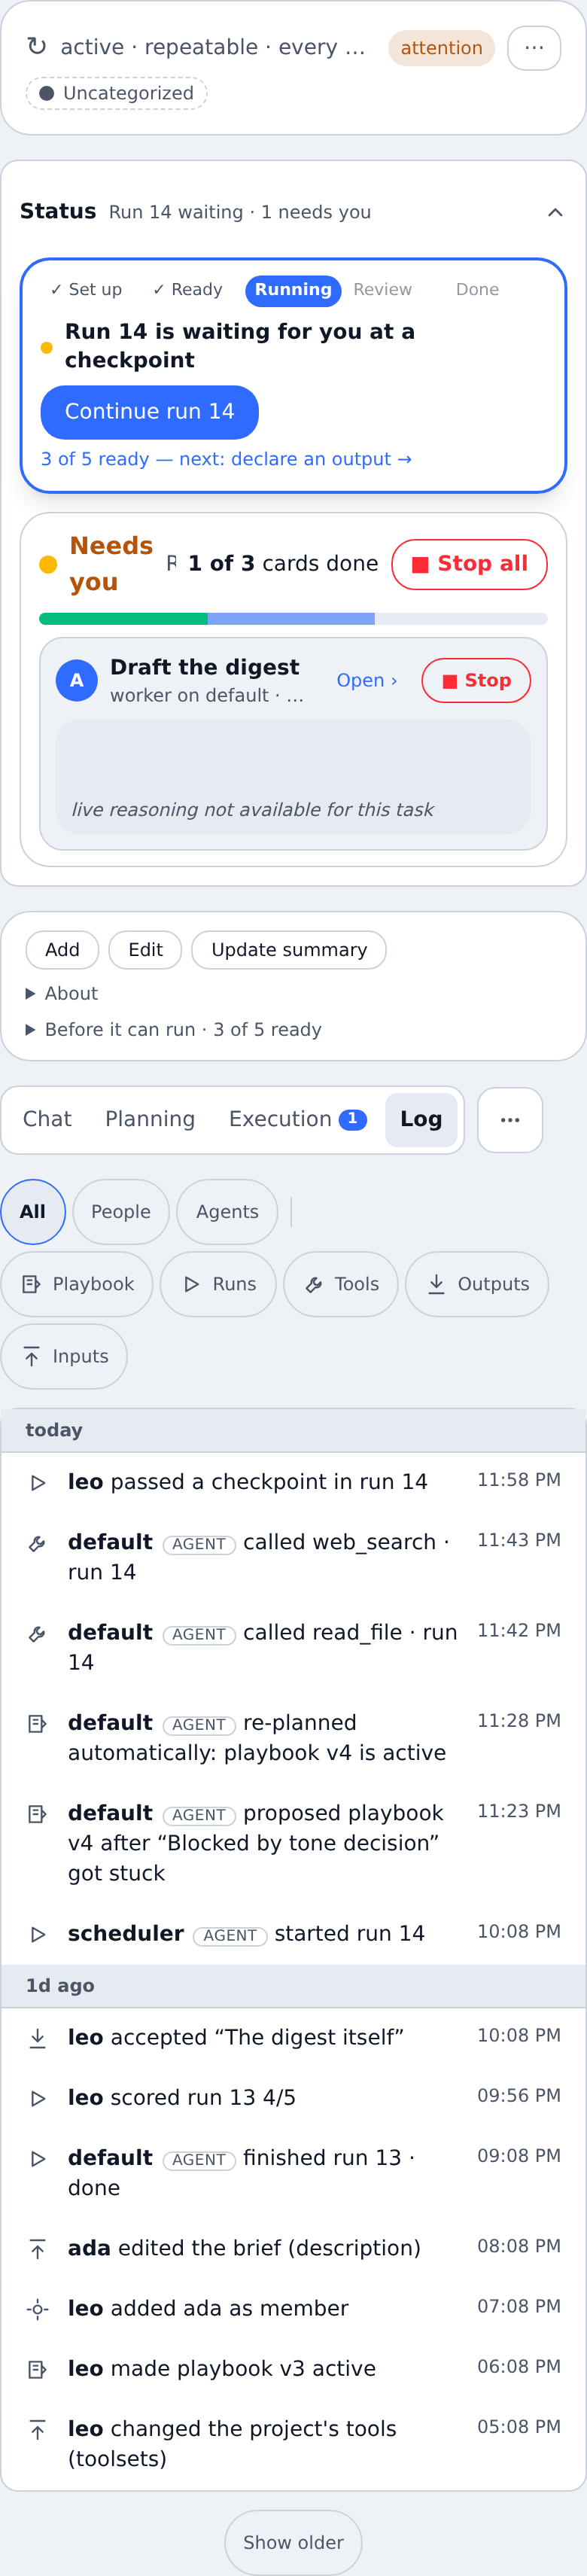 ↻ active · repeatable · every … attention ···
Uncategorized
Status Run 14 waiting · 1 needs you
✓ Set up ✓ Ready Running Review Done
Run 14 is waiting for you at a
checkpoint
Continue run 14
3 of 5 ready — next: declare an output →
Needs
you
1 of 3 cards done
■ Stop all
A
Draft the digest
worker on default · …
Open ›
■ Stop
live reasoning not available for this task
Add Edit Update summary
▶ About
▶ Before it can run · 3 of 5 ready
Chat Planning Execution 1 Log ···
All People Agents
Playbook Runs Tools Outputs
Inputs
today
leo passed a checkpoint in run 14 11:58 PM
default AGENT called web_search · 11:43 PM
run 14
default AGENT called read_file · run 11:42 PM
14
default AGENT re-planned 11:28 PM
automatically: playbook v4 is active
default AGENT proposed playbook 11:23 PM
v4 after “Blocked by tone decision”
got stuck
scheduler AGENT started run 14 10:08 PM
1d ago
leo accepted “The digest itself” 10:08 PM
leo scored run 13 4/5 09:56 PM
default AGENT finished run 13 · 09:08 PM
done
ada edited the brief (description) 08:08 PM
leo added ada as member 07:08 PM
leo made playbook v3 active 06:08 PM
leo changed the project's tools 05:08 PM
(toolsets)
Show older